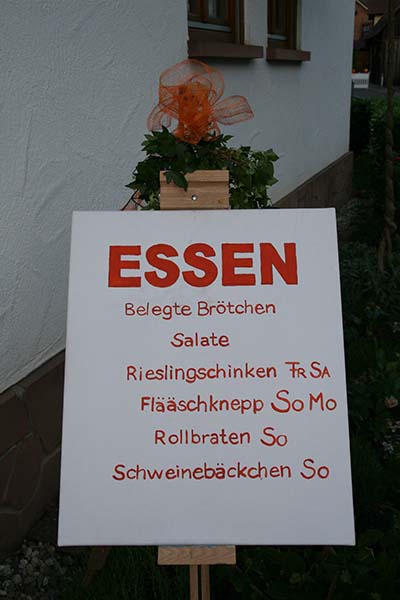 ESSEN
Belegte Brötchen
Salate
Rieslingschinken Fr SA
Flääschknepp So Mo
Rollbraten So
Schweinebäckchen So